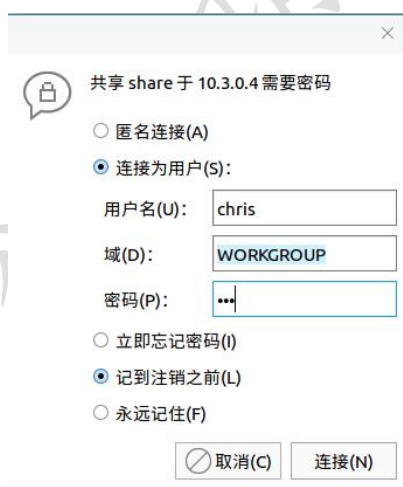 共享 share 于 10.3.0.4 需要密码
匿名连接(A)
连接为用户(S)：
用户名(U)： chris
域(D)： WORKGROUP
密码(P)： •••
立即忘记密码(I)
记到注销之前(L)
永远记住(F)
取消(C) 连接(N)